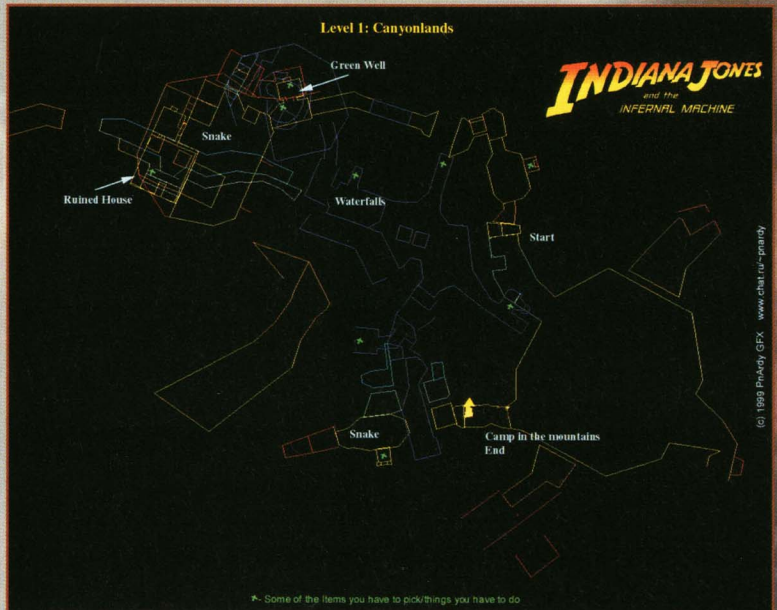 Level 1: Canyonlands
INDIANA JONES
and the
INFERNAL MACHINE
Green Well
Snake
Ruined House
Waterfalls
Start
(c) 1999 PnArdy GFX www.chat.ru/~pnardy
Snake
Camp in the mountains
End
- Some of the Items you have to pick/things you have to do